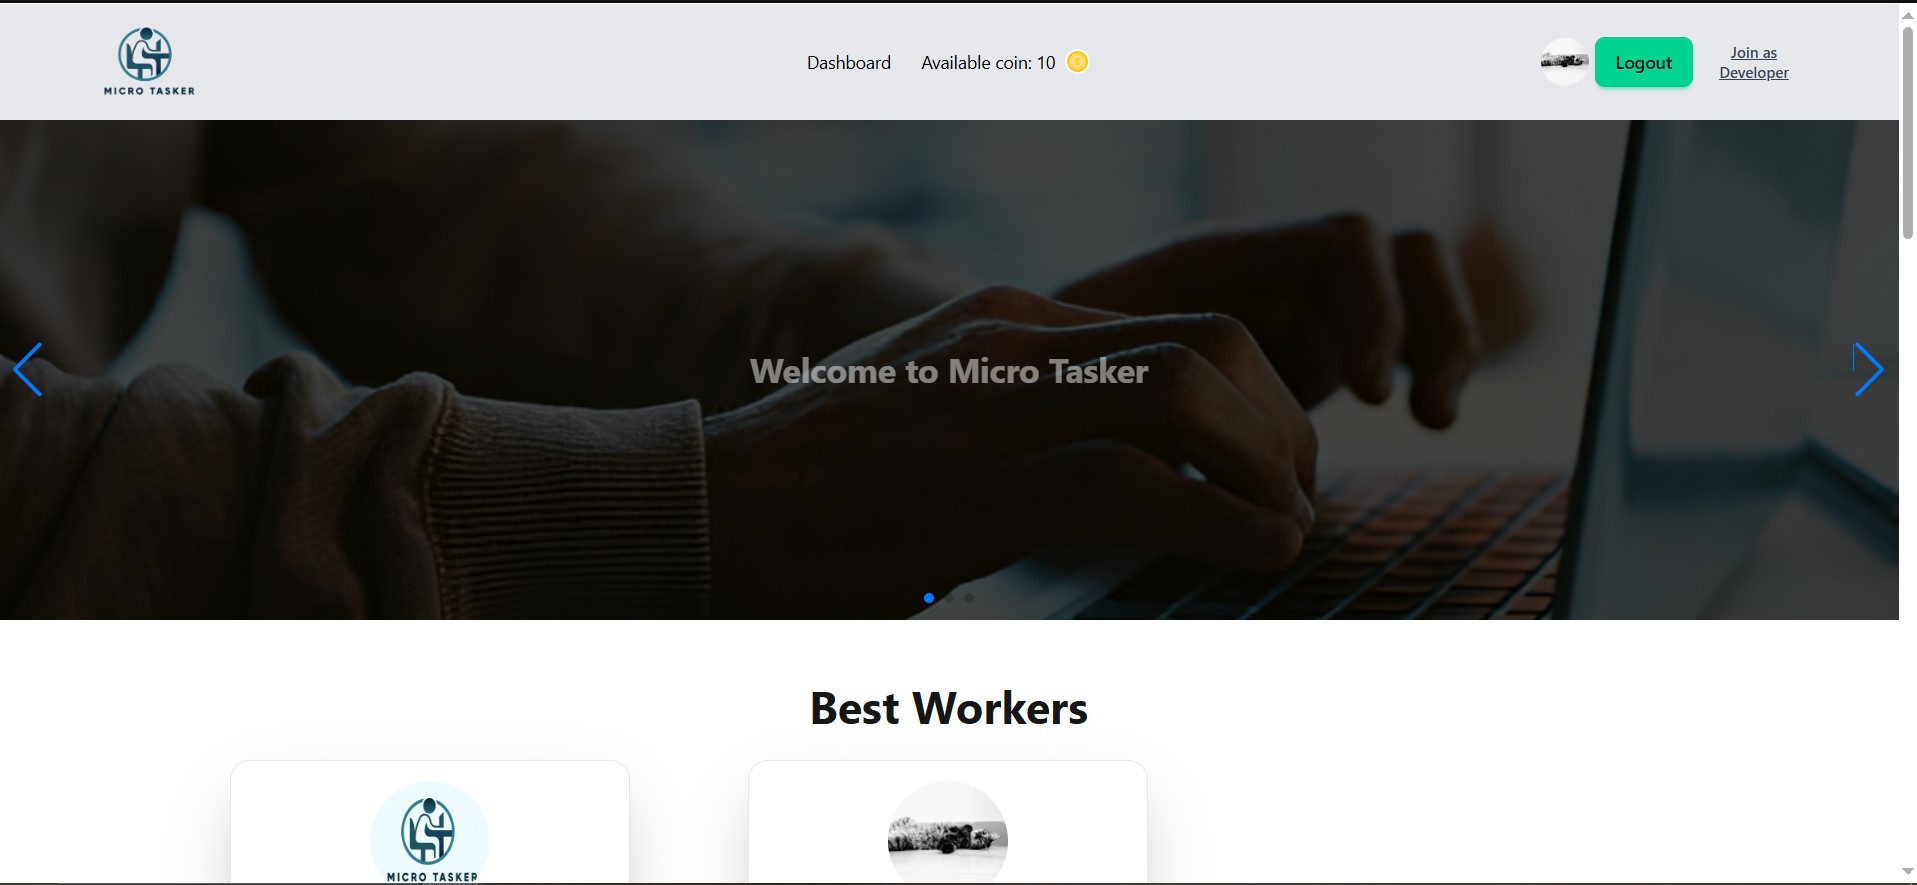 MICRO TASKER
Dashboard
Available coin: 10
Logout
Join as
Developer
Welcome to Micro Tasker
Best Workers
MICRO TASKER